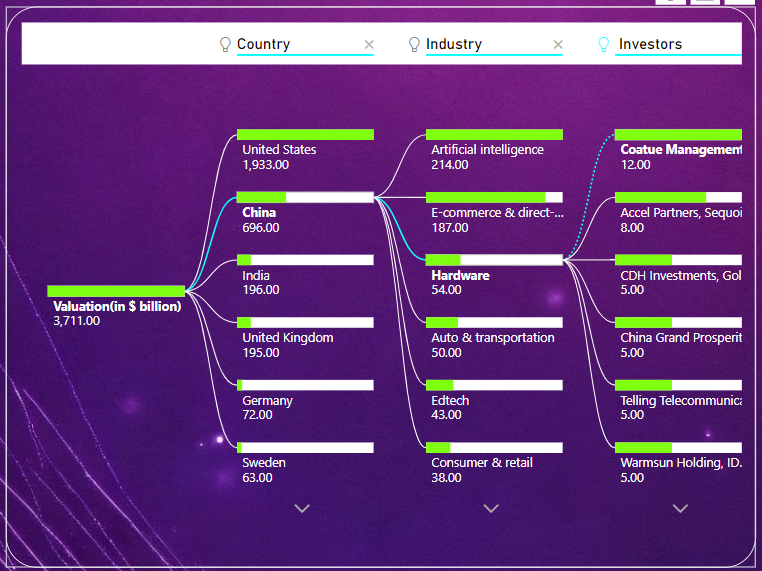 Country
Industry
Investors
Valuation(in $ billion)
3,711.00
United States
1,933.00
China
696.00
India
196.00
United Kingdom
195.00
Germany
72.00
Sweden
63.00
Artificial intelligence
214.00
E-commerce & direct-...
187.00
Hardware
54.00
Auto & transportation
50.00
Edtech
43.00
Consumer & retail
38.00
Coatue Management
12.00
Accel Partners, Sequoi
8.00
CDH Investments, Gol
5.00
China Grand Prosperit
5.00
Telling Telecommunica
5.00
Warmsun Holding, ID.
5.00